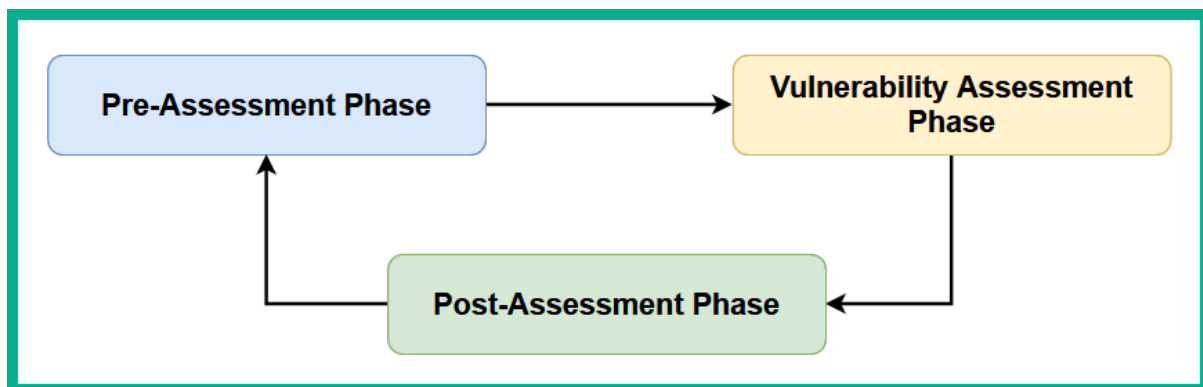 Pre-Assessment Phase
Vulnerability Assessment
Phase
Post-Assessment Phase